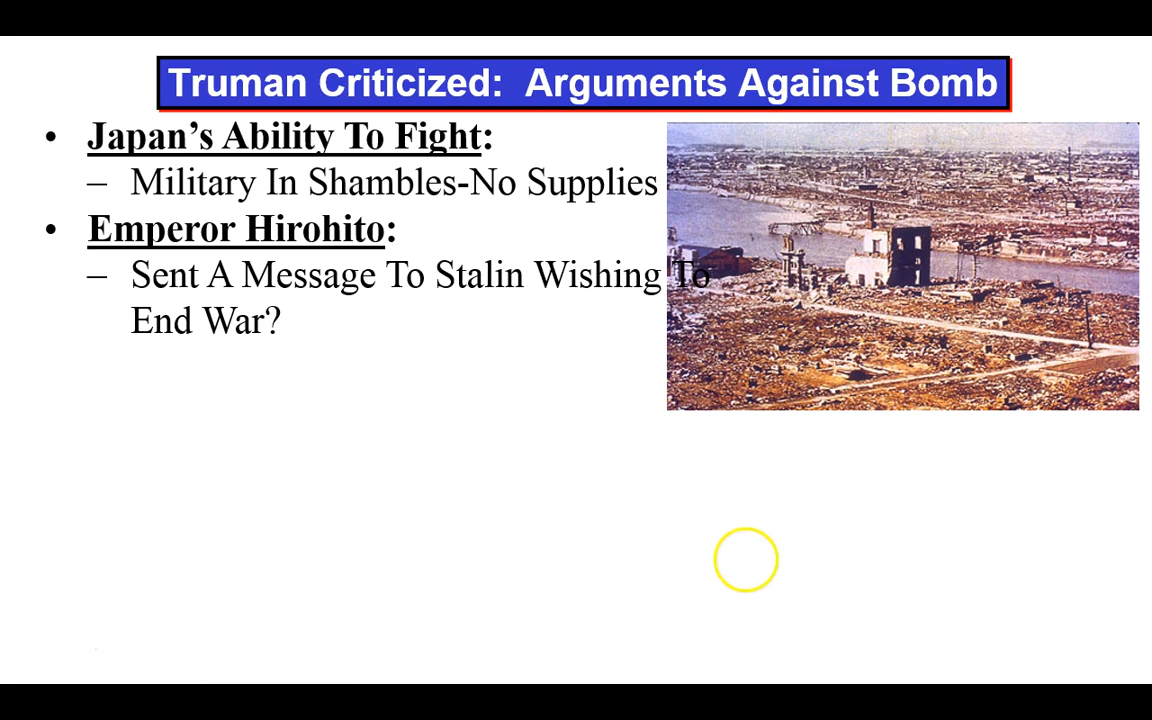 Truman Criticized: Arguments Against Bomb
• Japan's Ability To Fight:
– Military In Shambles-No Supplies
• Emperor Hirohito:
– Sent A Message To Stalin Wishing To
End War?